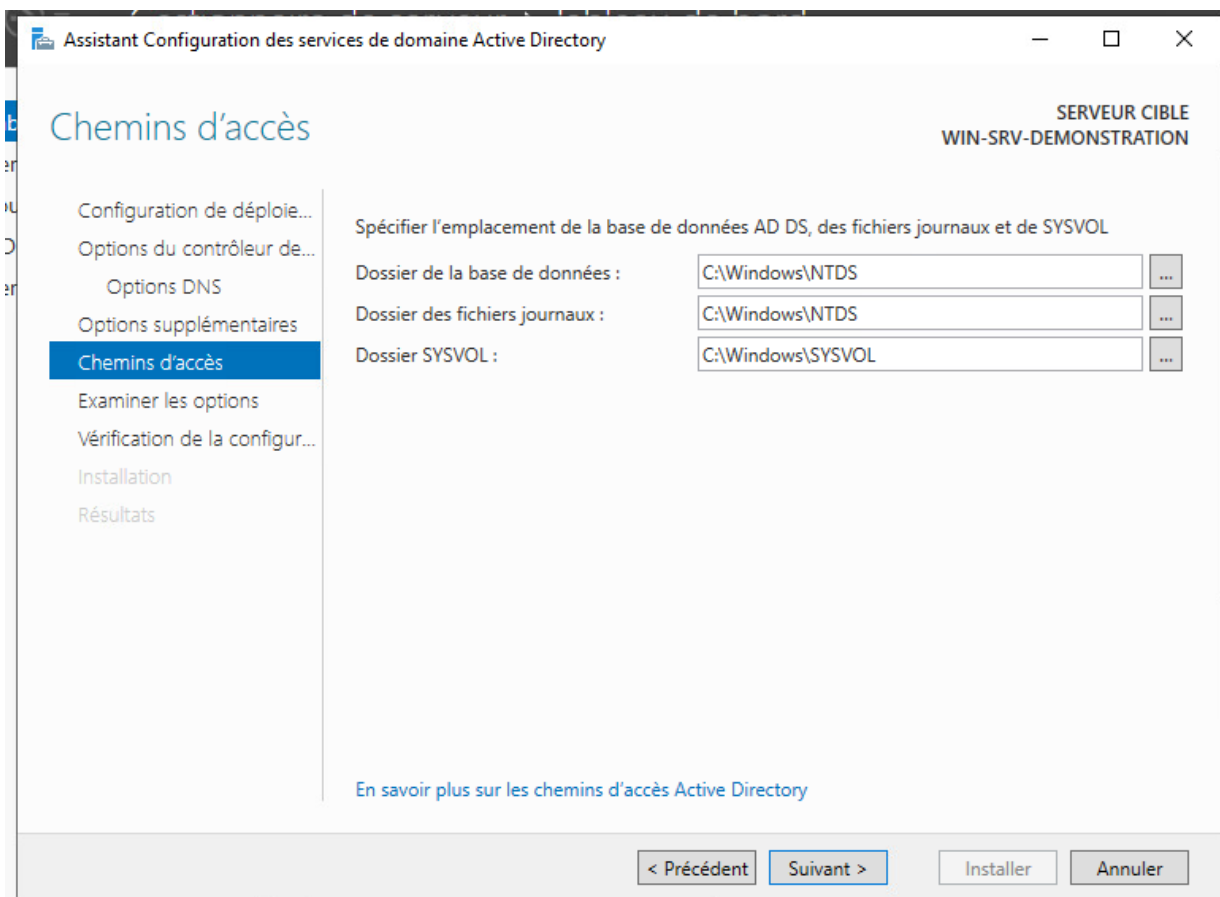 Assistant Configuration des services de domaine Active Directory
Chemins d’accès
SERVEUR CIBLE
WIN-SRV-DEMONSTRATION
Configuration de déploie...
Options du contrôleur de...
Options DNS
Options supplémentaires
Chemins d’accès
Examiner les options
Vérification de la configur...
Installation
Résultats
Spécifier l’emplacement de la base de données AD DS, des fichiers journaux et de SYSVOL
Dossier de la base de données : C:\Windows\NTDS ...
Dossier des fichiers journaux : C:\Windows\NTDS ...
Dossier SYSVOL : C:\Windows\SYSVOL ...
En savoir plus sur les chemins d’accès Active Directory
< Précédent Suivant > Installer Annuler